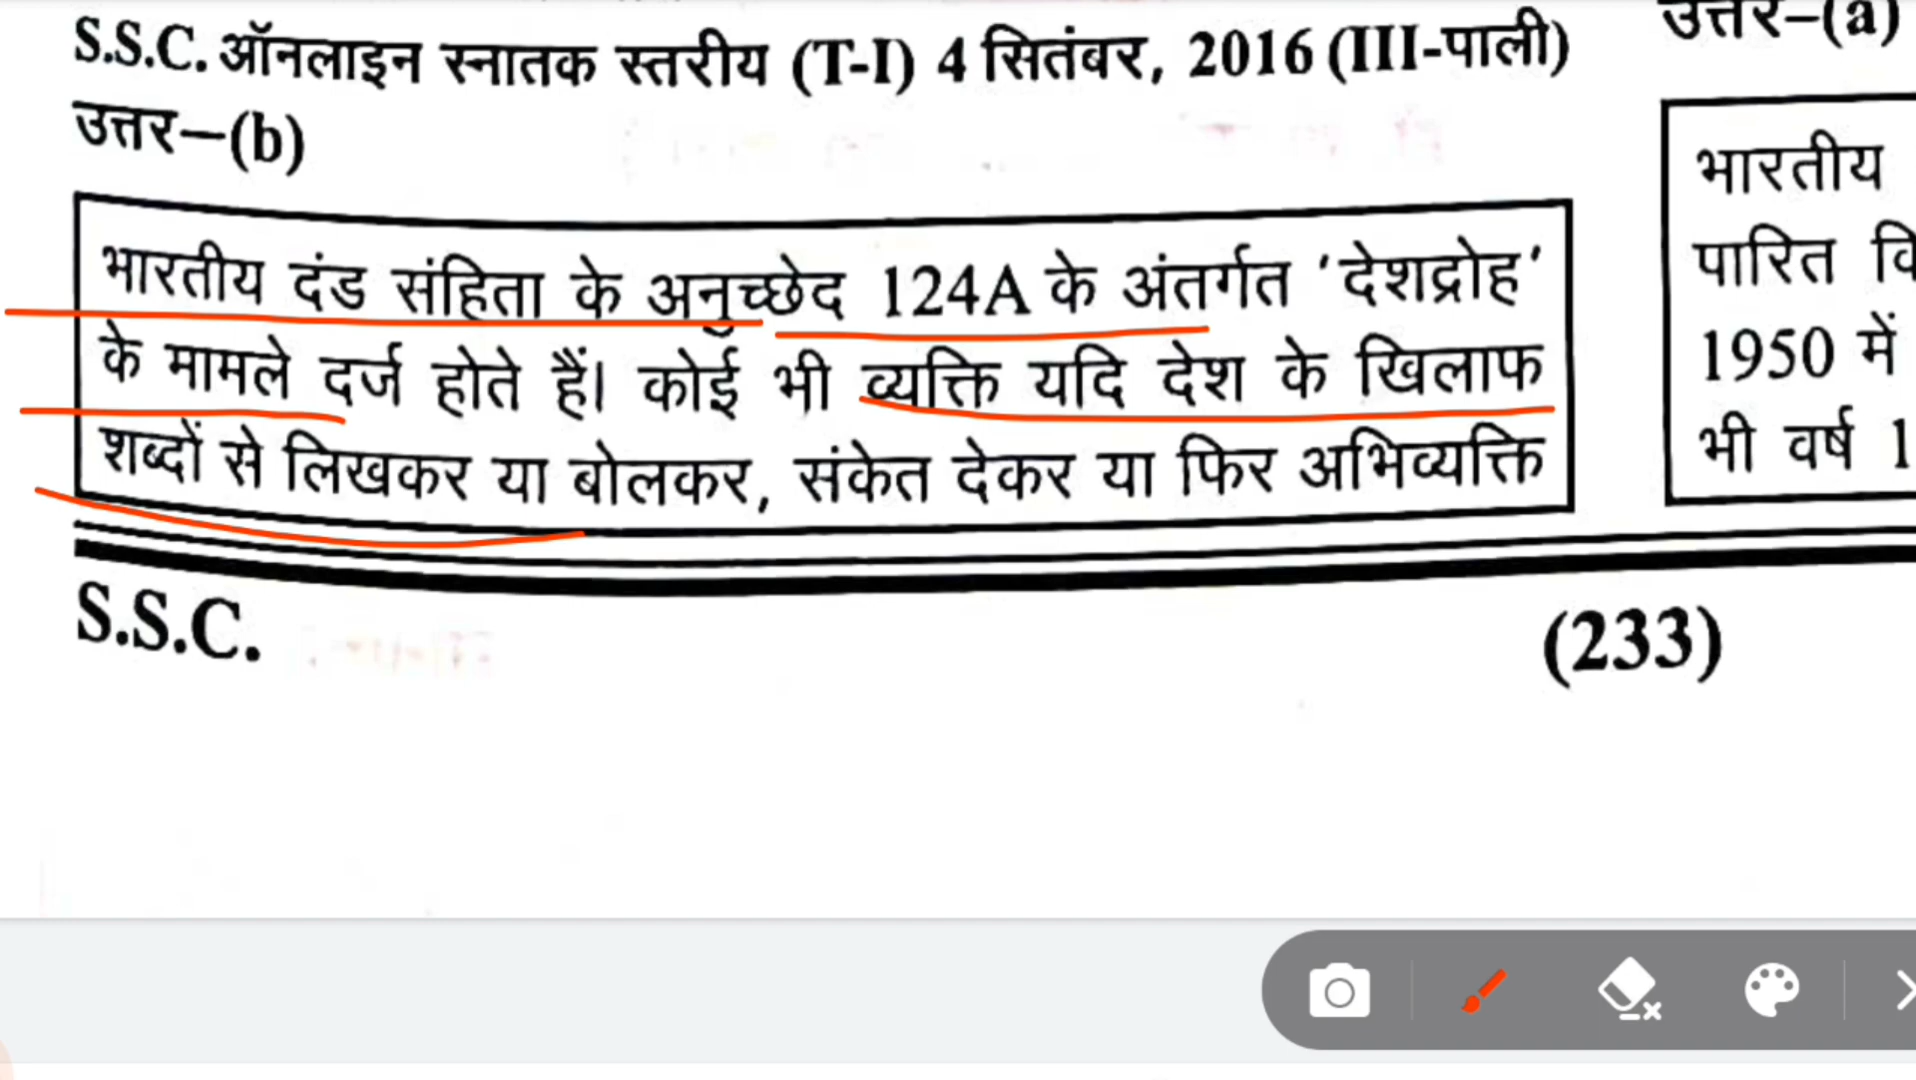 S.S.C. ऑनलाइन स्नातक स्तरीय (T-I) 4 सितंबर, 2016 (III-पाली)
उत्तर–(b)
भारतीय दंड संहिता के अनुच्छेद 124A के अंतर्गत ‘देशद्रोह’
के मामले दर्ज होते हैं। कोई भी व्यक्ति यदि देश के खिलाफ
शब्दों से लिखकर या बोलकर, संकेत देकर या फिर अभिव्यक्ति
S.S.C.
(233)
उत्तर–(a)
भारतीय
पारित
1950 में
भी वर्ष 1